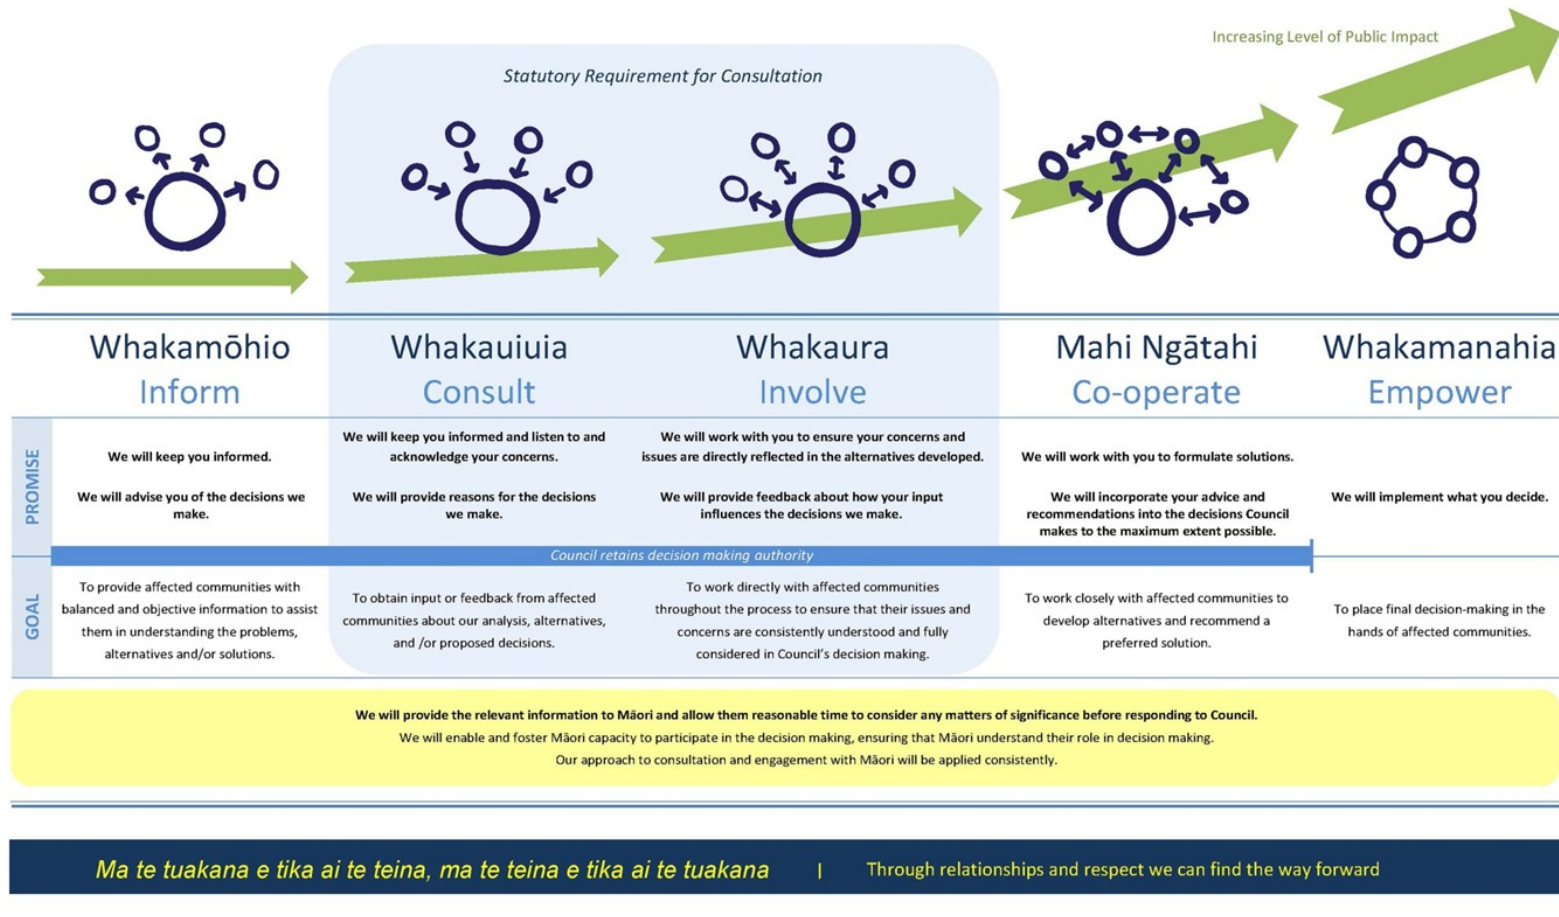 Increasing Level of Public Impact
Statutory Requirement for Consultation
Whakamōhio
Inform
Whakauiuia
Consult
Whakaura
Involve
Mahi Ngātahi
Co-operate
Whakamanahia
Empower
PROMISE
We will keep you informed.
We will advise you of the decisions we
make.
We will keep you informed and listen to and
acknowledge your concerns.
We will provide reasons for the decisions
we make.
We will work with you to ensure your concerns and
issues are directly reflected in the alternatives developed.
We will provide feedback about how your input
influences the decisions we make.
We will work with you to formulate solutions.
We will incorporate your advice and
recommendations into the decisions Council
makes to the maximum extent possible.
We will implement what you decide.
Council retains decision making authority
GOAL
To provide affected communities with
balanced and objective information to assist
them in understanding the problems,
alternatives and/or solutions.
To obtain input or feedback from affected
communities about our analysis, alternatives,
and /or proposed decisions.
To work directly with affected communities
throughout the process to ensure that their issues and
concerns are consistently understood and fully
considered in Council's decision making.
To work closely with affected communities to
develop alternatives and recommend a
preferred solution.
To place final decision-making in the
hands of affected communities.
We will provide the relevant information to Māori and allow them reasonable time to consider any matters of significance before responding to Council.
We will enable and foster Māori capacity to participate in the decision making, ensuring that Māori understand their role in decision making.
Our approach to consultation and engagement with Māori will be applied consistently.
Ma te tuakana e tika ai te teina, ma te teina e tika ai te tuakana | Through relationships and respect we can find the way forward